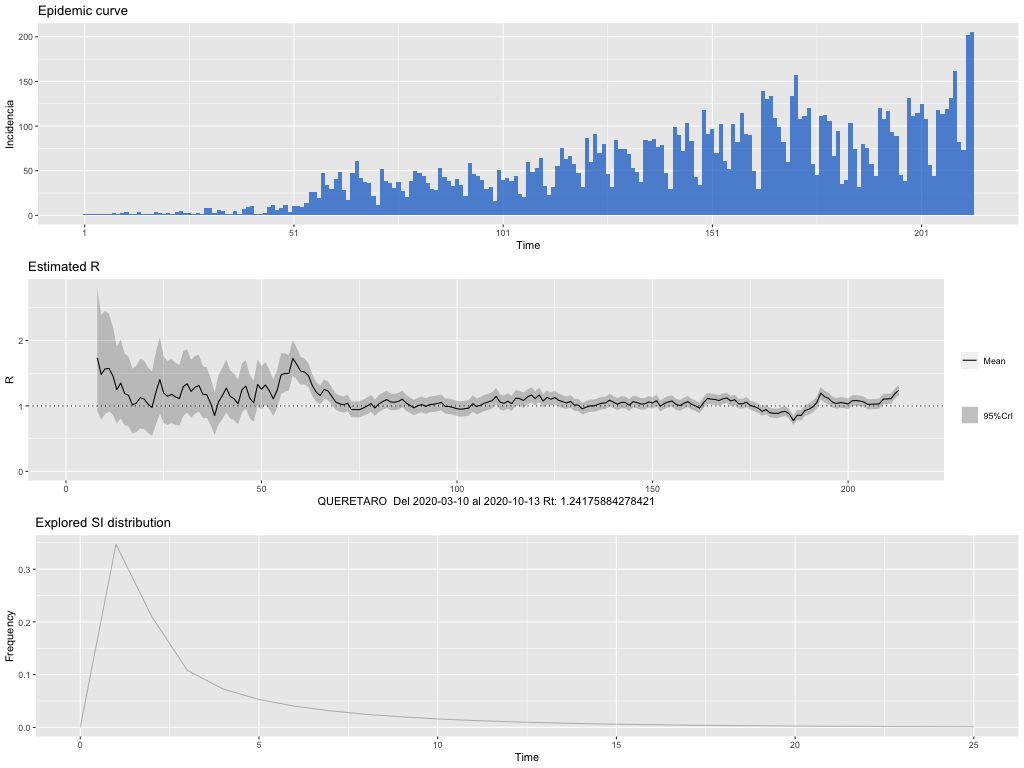 Epidemic curve
200
150
100
50
0
Incidencia
1 51 101 151 201
Time
Estimated R
2
1
0
R
Mean
95%CrI
0 50 100 150 200
QUERETARO Del 2020-03-10 al 2020-10-13 Rt: 1.24175884278421
Explored SI distribution
0.3
0.2
0.1
0.0
Frequency
0 5 10 15 20 25
Time